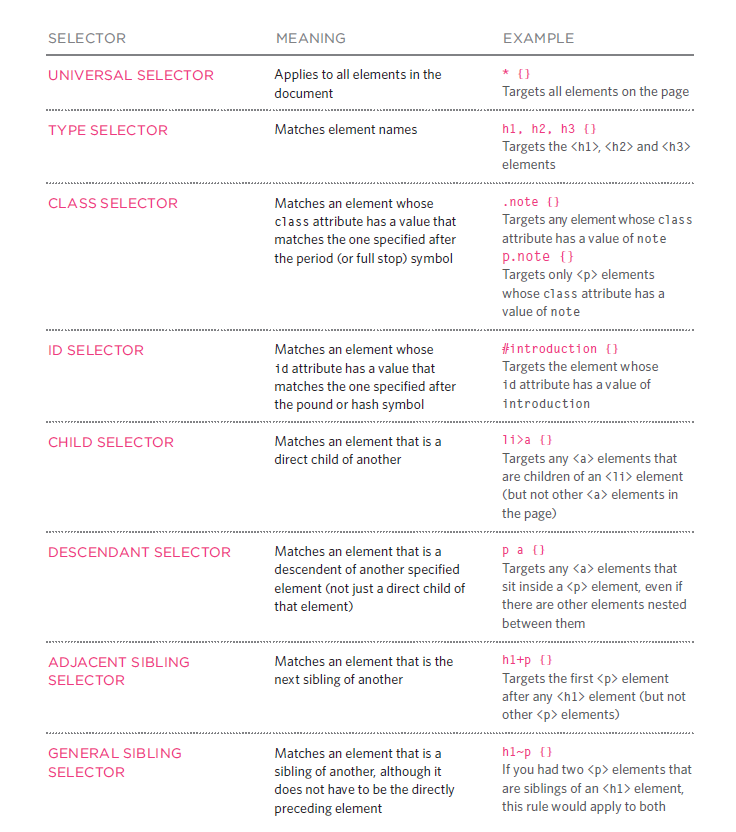 SELECTOR MEANING EXAMPLE
UNIVERSAL SELECTOR
Applies to all elements in the
document
* {}
Targets all elements on the page
TYPE SELECTOR
Matches element names
h1, h2, h3 {}
Targets the <h1>, <h2> and <h3>
elements
CLASS SELECTOR
Matches an element whose
class attribute has a value that
matches the one specified after
the period (or full stop) symbol
.note {}
Targets any element whose class
attribute has a value of note
p.note {}
Targets only <p> elements
whose class attribute has a
value of note
ID SELECTOR
Matches an element whose
id attribute has a value that
matches the one specified after
the pound or hash symbol
#introduction {}
Targets the element whose
id attribute has a value of
introduction
CHILD SELECTOR
Matches an element that is a
direct child of another
li>a {}
Targets any <a> elements that
are children of an <li> element
(but not other <a> elements in
the page)
DESCENDANT SELECTOR
Matches an element that is a
descendent of another specified
element (not just a direct child of
that element)
p a {}
Targets any <a> elements that
sit inside a <p> element, even if
there are other elements nested
between them
ADJACENT SIBLING
SELECTOR
Matches an element that is the
next sibling of another
h1+p {}
Targets the first <p> element
after any <h1> element (but not
other <p> elements)
GENERAL SIBLING
SELECTOR
Matches an element that is a
sibling of another, although it
does not have to be the directly
preceding element
h1~p {}
If you had two <p> elements that
are siblings of an <h1> element,
this rule would apply to both